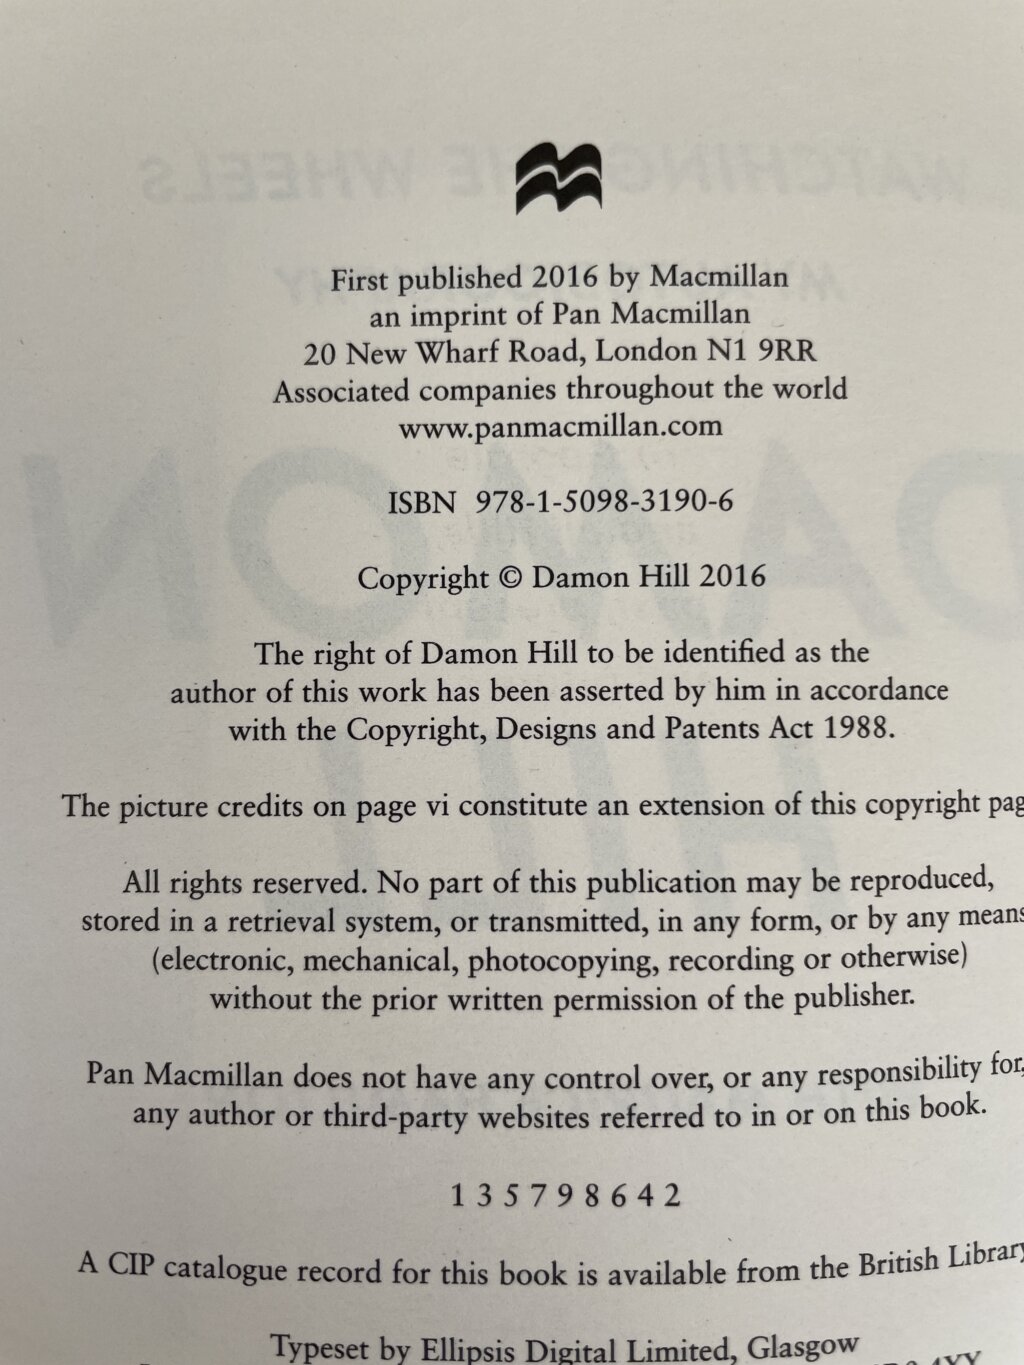 First published 2016 by Macmillan
an imprint of Pan Macmillan
20 New Wharf Road, London N1 9RR
Associated companies throughout the world
www.panmacmillan.com
ISBN 978-1-5098-3190-6
Copyright © Damon Hill 2016
The right of Damon Hill to be identified as the
author of this work has been asserted by him in accordance
with the Copyright, Designs and Patents Act 1988.
The picture credits on page vi constitute an extension of this copyright pag
All rights reserved. No part of this publication may be reproduced,
stored in a retrieval system, or transmitted, in any form, or by any means
(electronic, mechanical, photocopying, recording or otherwise)
without the prior written permission of the publisher.
Pan Macmillan does not have any control over, or any responsibility for,
any author or third-party websites referred to in or on this book.
1 3 5 7 9 8 6 4 2
A CIP catalogue record for this book is available from the British Library
Typeset by Ellipsis Digital Limited, Glasgow